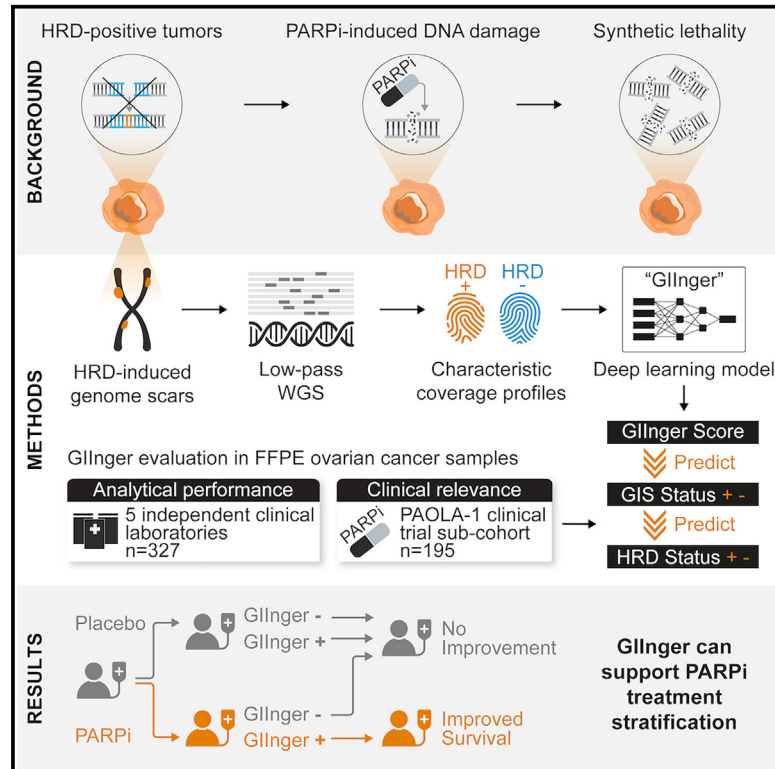 BACKGROUND
HRD-positive tumors
PARPi-induced DNA damage
Synthetic lethality
PARPi
METHODS
HRD-induced
genome scars
Low-pass
WGS
HRD
+
HRD
-
Characteristic
coverage profiles
"GIInger"
Deep learning model
GIInger Score
Predict
GIS Status + -
Predict
HRD Status + -
GIInger evaluation in FFPE ovarian cancer samples
Analytical performance
5 independent clinical
laboratories
n=327
Clinical relevance
PARPi
PAOLA-1 clinical
trial sub-cohort
n=195
RESULTS
Placebo
GIInger -
GIInger +
No
Improvement
PARPi
GIInger -
GIInger +
Improved
Survival
GIInger can
support PARPi
treatment
stratification